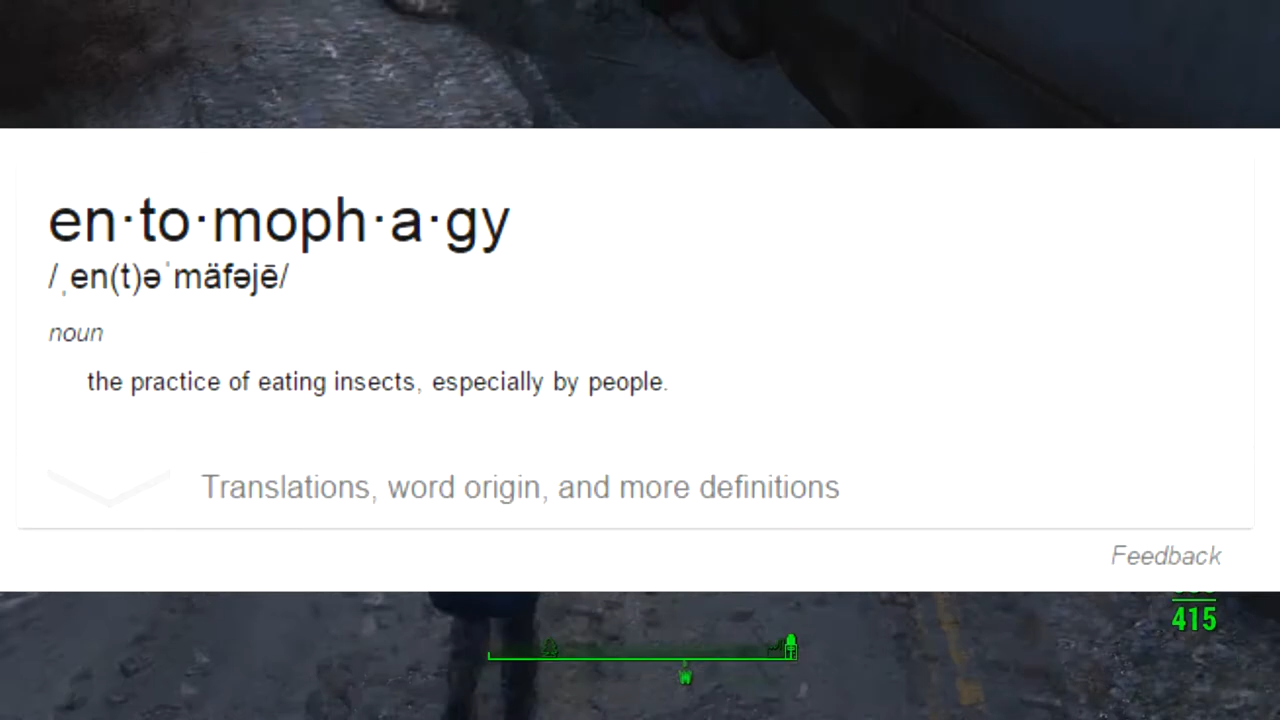 en·to·moph·a·gy
/ˌen(t)əˈmäfəjē/
noun
the practice of eating insects, especially by people.
Translations, word origin, and more definitions
Feedback
415